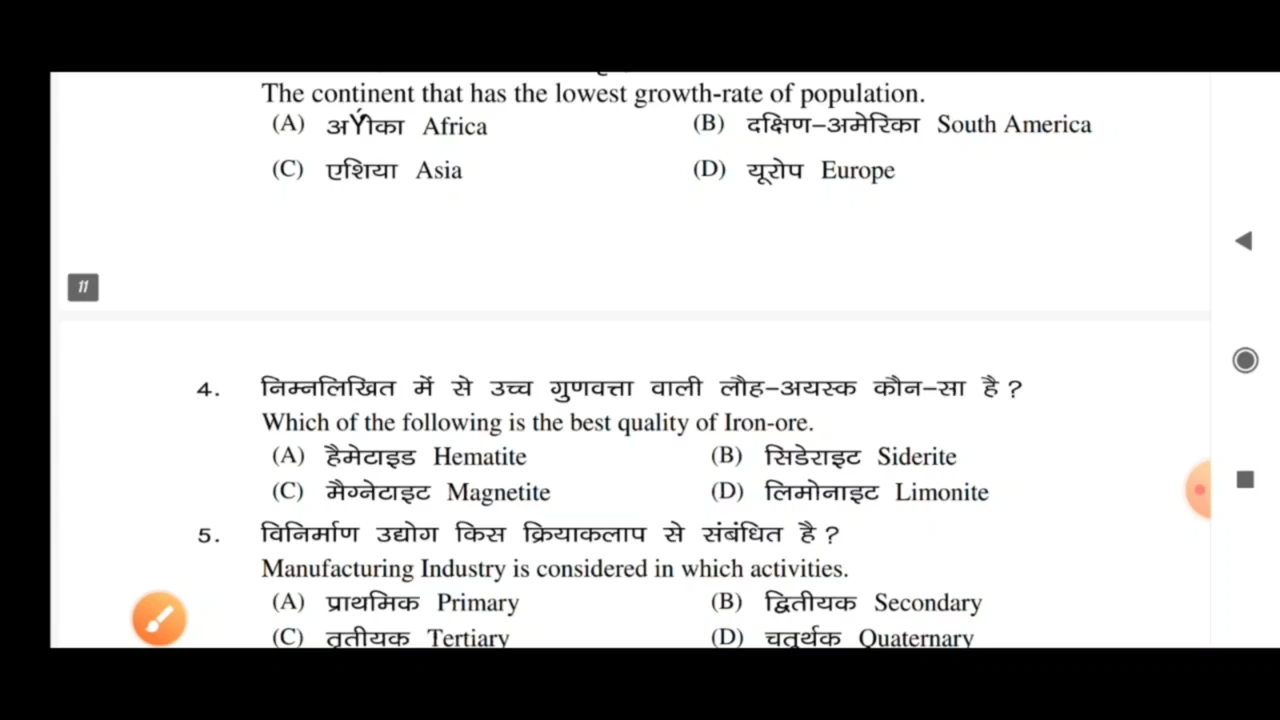 The continent that has the lowest growth-rate of population.
(A) अÝीका Africa (B) दक्षिण–अमेरिका South America
(C) एशिया Asia (D) यूरोप Europe
11
4. निम्नलिखित में से उच्च गुणवत्ता वाली लौह–अयस्क कौन–सा है ?
Which of the following is the best quality of Iron-ore.
(A) हैमेटाइड Hematite (B) सिडेराइट Siderite
(C) मैग्नेटाइट Magnetite (D) लिमोनाइट Limonite
5. विनिर्माण उद्योग किस क्रियाकलाप से संबंधित है ?
Manufacturing Industry is considered in which activities.
(A) प्राथमिक Primary (B) द्वितीयक Secondary
(C) तृतीयक Tertiary (D) चतुर्थक Quaternary